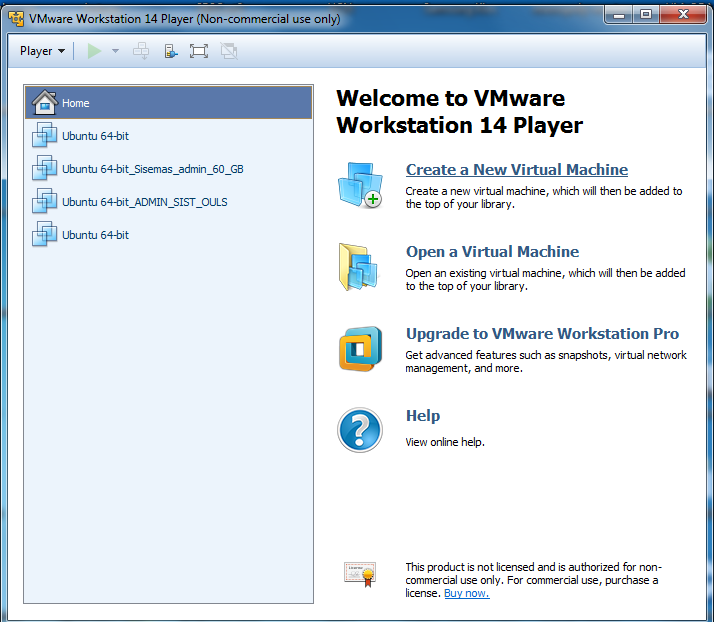 VMware Workstation 14 Player (Non-commercial use only)
Player
Home
Ubuntu 64-bit
Ubuntu 64-bit_Sisemas_admin_60_GB
Ubuntu 64-bit_ADMIN_SIST_OULS
Ubuntu 64-bit
Welcome to VMware
Workstation 14 Player
Create a New Virtual Machine
Create a new virtual machine, which will then be added to
the top of your library.
Open a Virtual Machine
Open an existing virtual machine, which will then be added
to the top of your library.
Upgrade to VMware Workstation Pro
Get advanced features such as snapshots, virtual network
management, and more.
Help
View online help.
This product is not licensed and is authorized for non-
commercial use only. For commercial use, purchase a
license. Buy now.